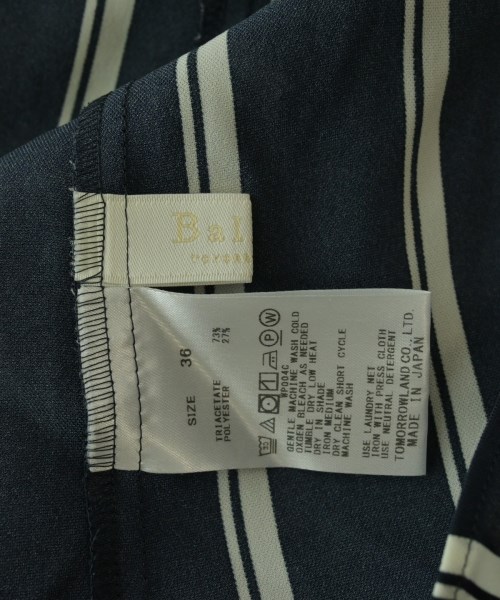 Bal
SIZE 36
TRIACETATE 73%
POLYESTER 27%
WP004C
GENTLE MACHINE WASH COLD
OXGEN BLEACH AS NEEDED
TUMBLE DRY LOW HEAT
DRY IN SHADE
IRON MEDIUM
DRY CLEAN SHORT CYCLE
MACHINE WASH
USE LAUNDRY NET
IRON WITH PRESS CLOTH
USE NEUTRAL DETERGENT
TOMORROWLAND CO., LTD.
MADE IN JAPAN